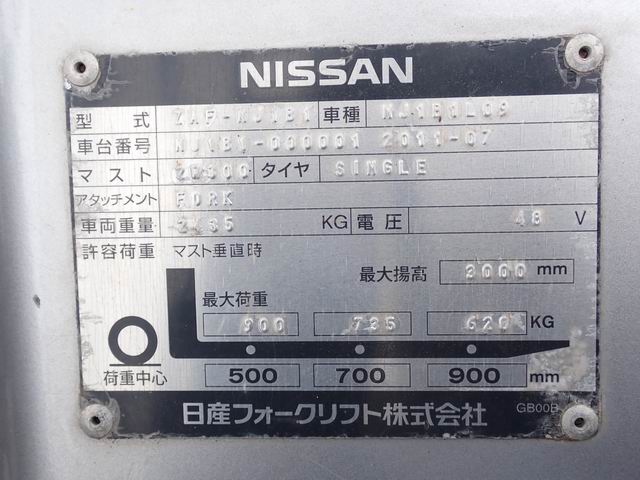 NISSAN
型式 車種 NJ1B1L09
車台番号 NJ1B1-000001 2011-07
マスト タイヤ SINGLE
アタッチメント FORK
車両重量 KG 電圧 48 V
許容荷重 マスト垂直時
最大揚高 3000 mm
最大荷重
900 735 620 KG
荷重中心 500 700 900 mm
日産フォークリフト株式会社 GB00B